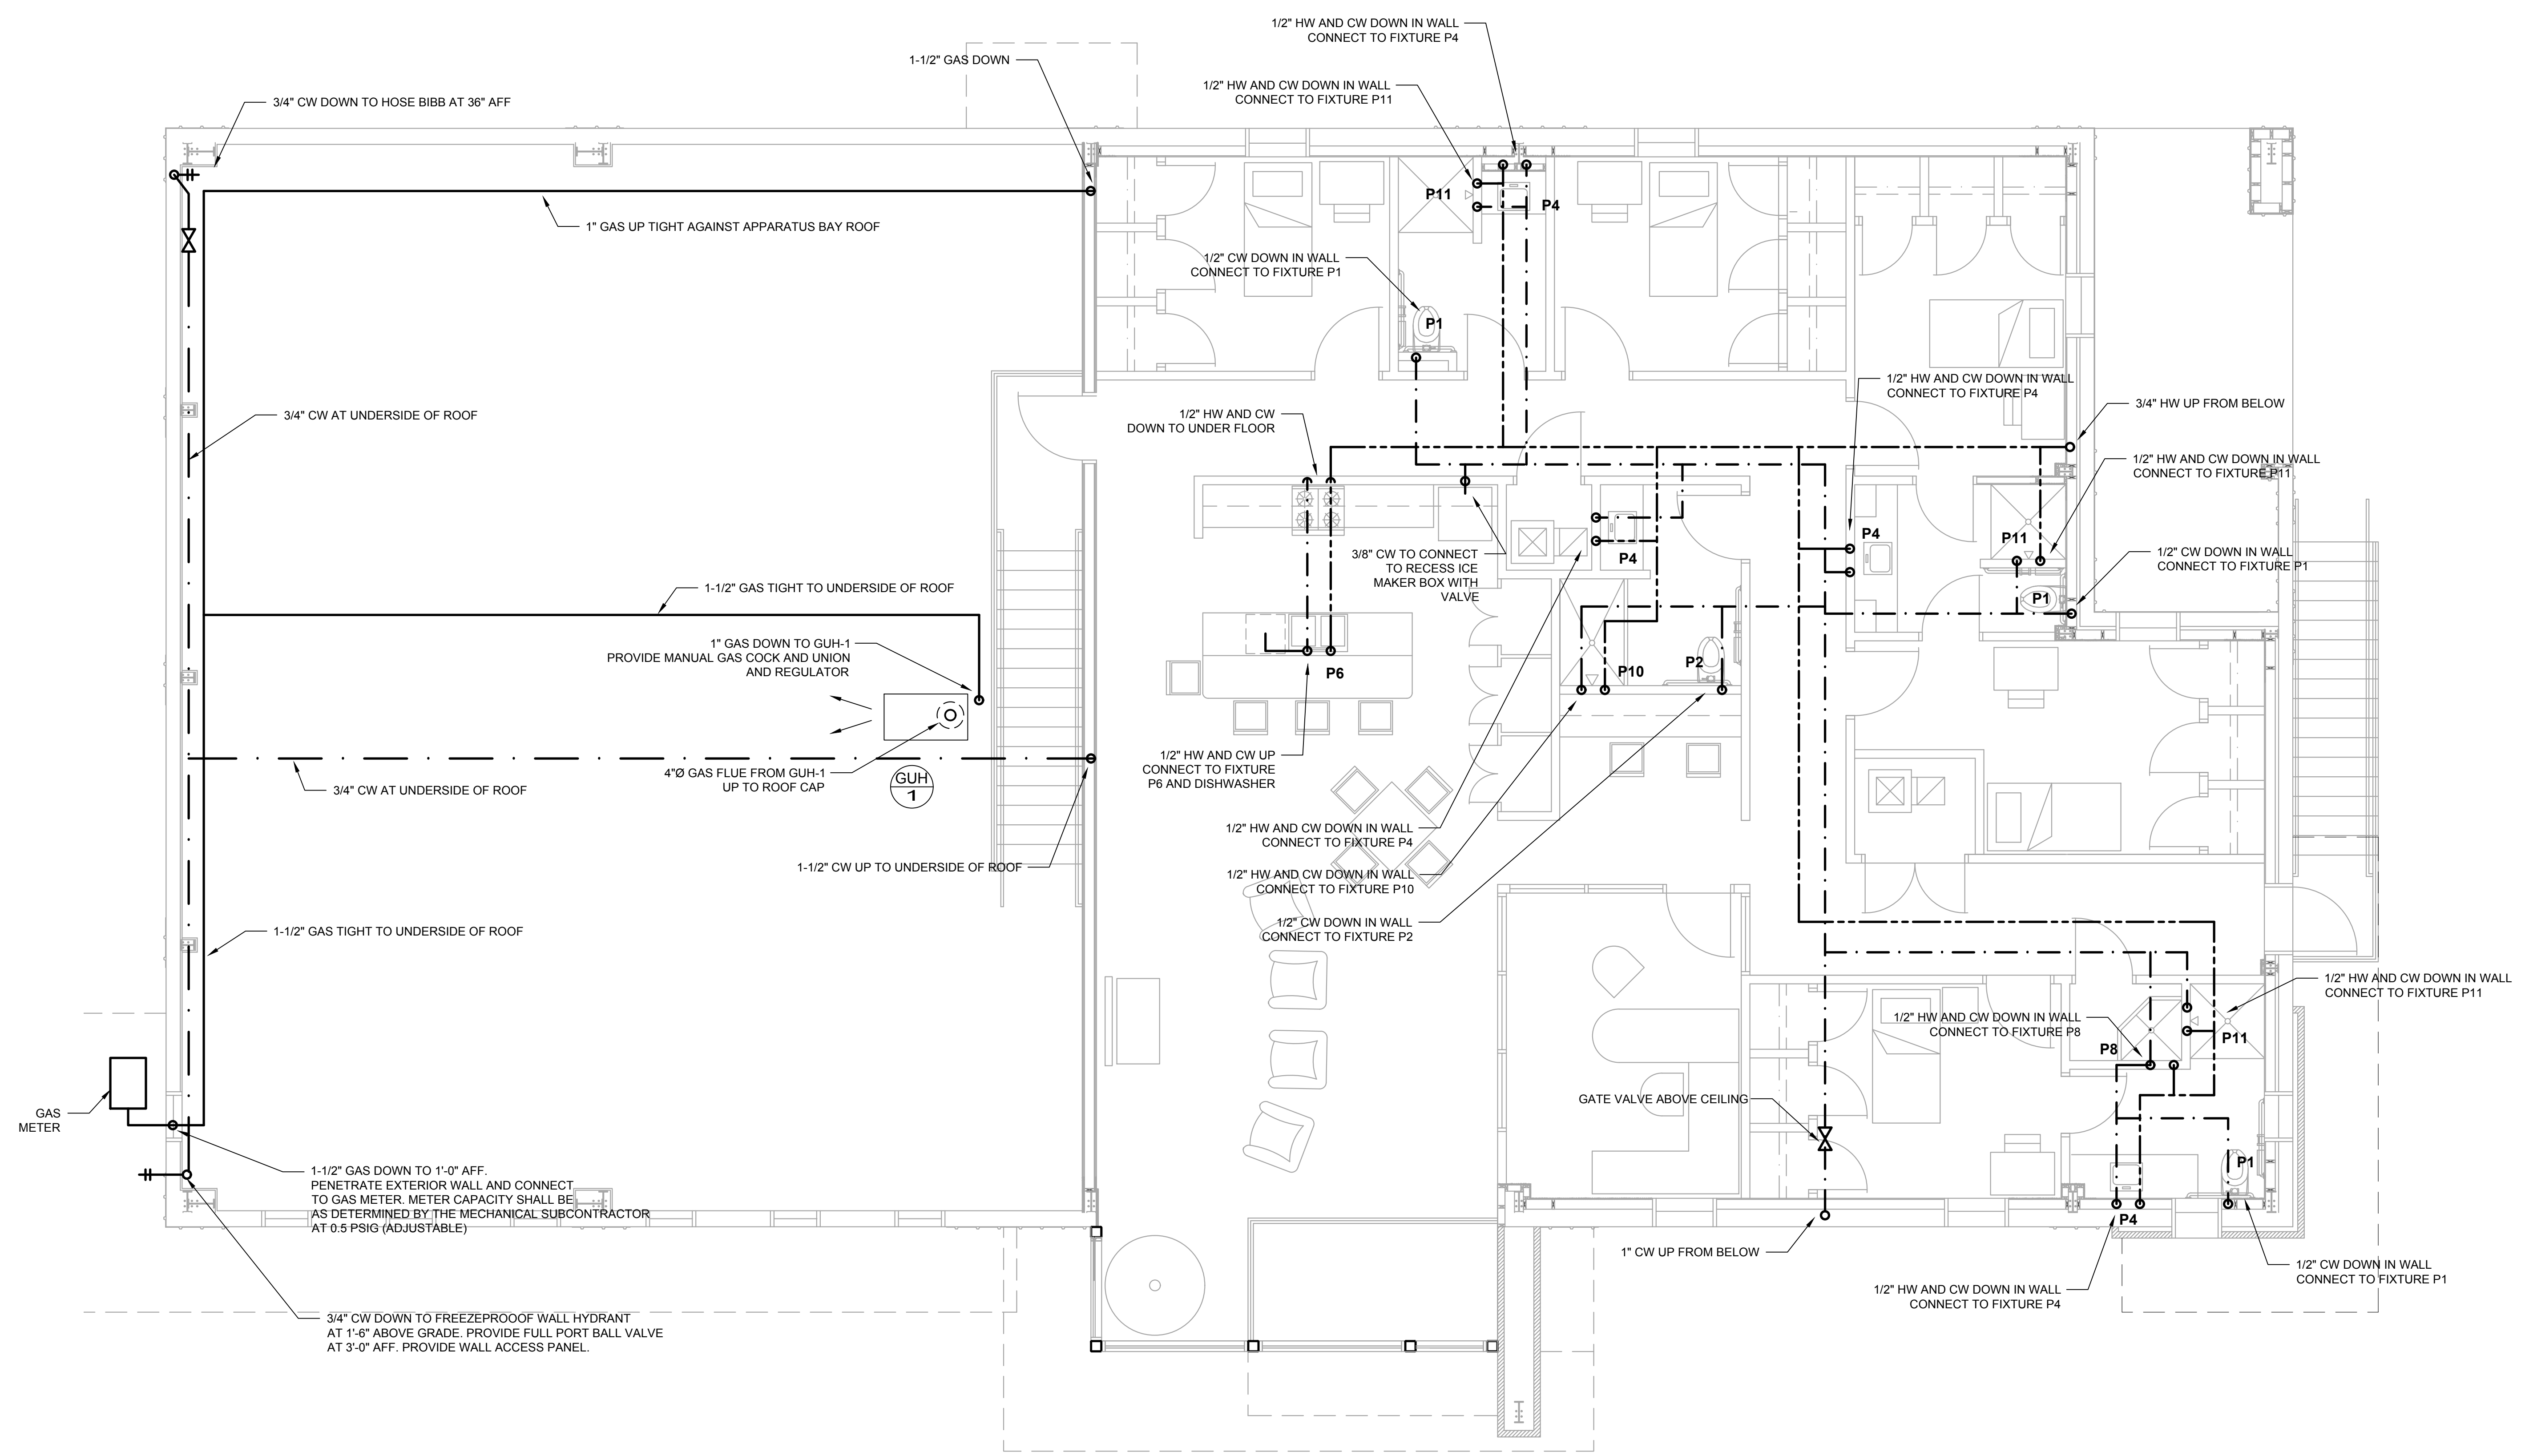 1/2" HW AND CW DOWN IN WALL
CONNECT TO FIXTURE P4
1-1/2" GAS DOWN
1/2" HW AND CW DOWN IN WALL
CONNECT TO FIXTURE P11
3/4" CW DOWN TO HOSE BIBB AT 36" AFF
P11
P4
1" GAS UP TIGHT AGAINST APPARATUS BAY ROOF
1/2" CW DOWN IN WALL
CONNECT TO FIXTURE P1
P1
1/2" HW AND CW DOWN IN WALL
CONNECT TO FIXTURE P4
3/4" HW UP FROM BELOW
3/4" CW AT UNDERSIDE OF ROOF
1/2" HW AND CW
DOWN TO UNDER FLOOR
1/2" HW AND CW DOWN IN WALL
CONNECT TO FIXTURE P11
P4
P11
3/8" CW TO CONNECT
TO RECESS ICE
MAKER BOX WITH
VALVE
P4
1/2" CW DOWN IN WALL
CONNECT TO FIXTURE P1
P1
1-1/2" GAS TIGHT TO UNDERSIDE OF ROOF
1" GAS DOWN TO GUH-1
PROVIDE MANUAL GAS COCK AND UNION
AND REGULATOR
P6
P10
P2
1/2" HW AND CW UP
CONNECT TO FIXTURE
P6 AND DISHWASHER
4"Ø GAS FLUE FROM GUH-1
UP TO ROOF CAP
GUH
1
3/4" CW AT UNDERSIDE OF ROOF
1/2" HW AND CW DOWN IN WALL
CONNECT TO FIXTURE P4
1-1/2" CW UP TO UNDERSIDE OF ROOF
1/2" HW AND CW DOWN IN WALL
CONNECT TO FIXTURE P10
1/2" CW DOWN IN WALL
CONNECT TO FIXTURE P2
1-1/2" GAS TIGHT TO UNDERSIDE OF ROOF
1/2" HW AND CW DOWN IN WALL
CONNECT TO FIXTURE P11
1/2" HW AND CW DOWN IN WALL
CONNECT TO FIXTURE P8
P8
P11
GATE VALVE ABOVE CEILING
GAS
METER
1-1/2" GAS DOWN TO 1'-0" AFF.
PENETRATE EXTERIOR WALL AND CONNECT
TO GAS METER. METER CAPACITY SHALL BE
AS DETERMINED BY THE MECHANICAL SUBCONTRACTOR
AT 0.5 PSIG (ADJUSTABLE)
P1
P4
1" CW UP FROM BELOW
1/2" CW DOWN IN WALL
CONNECT TO FIXTURE P1
1/2" HW AND CW DOWN IN WALL
CONNECT TO FIXTURE P4
3/4" CW DOWN TO FREEZEPROOOF WALL HYDRANT
AT 1'-6" ABOVE GRADE. PROVIDE FULL PORT BALL VALVE
AT 3'-0" AFF. PROVIDE WALL ACCESS PANEL.